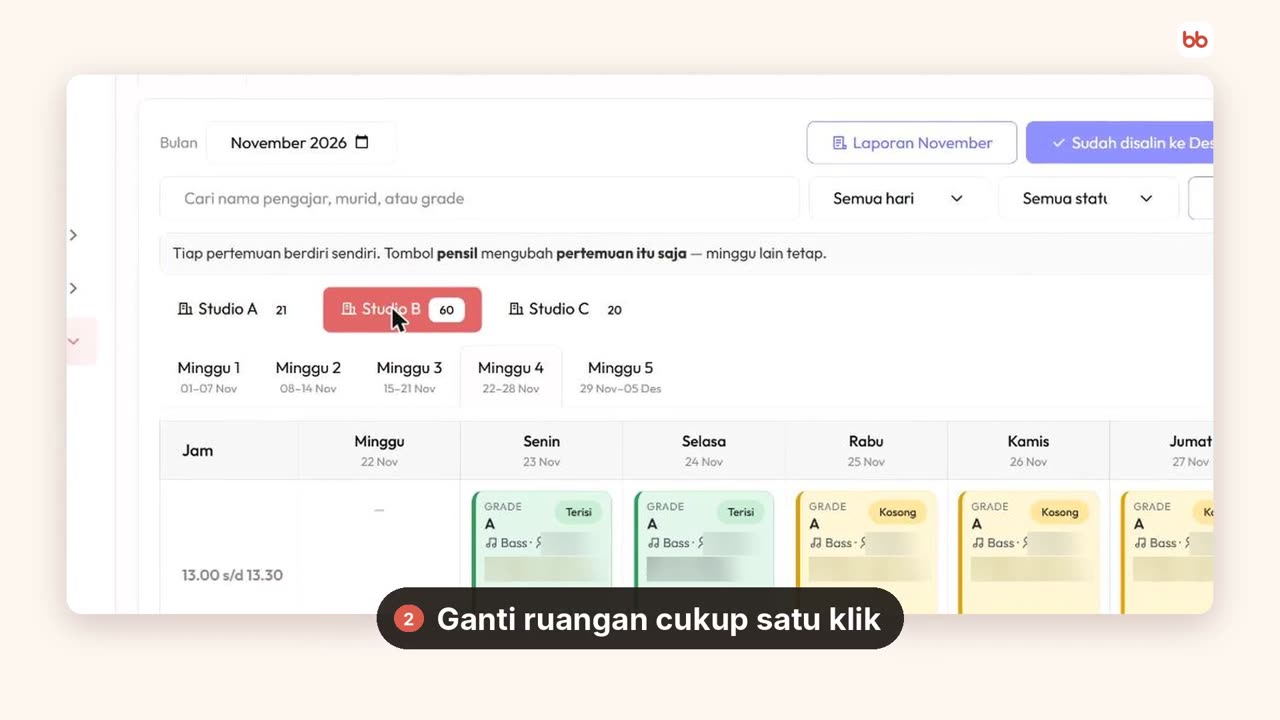 bb
Bulan
November 2026
Laporan November
Sudah disalin ke Des
Cari nama pengajar, murid, atau grade
Semua hari
Semua statu
Tiap pertemuan berdiri sendiri. Tombol pensil mengubah pertemuan itu saja — minggu lain tetap.
Studio A 21
Studio B 60
Studio C 20
Minggu 1
01–07 Nov
Minggu 2
08–14 Nov
Minggu 3
15–21 Nov
Minggu 4
22–28 Nov
Minggu 5
29 Nov–05 Des
Jam
Minggu
22 Nov
Senin
23 Nov
Selasa
24 Nov
Rabu
25 Nov
Kamis
26 Nov
Jumat
27 Nov
13.00 s/d 13.30
–
GRADE
A
Terisi
Bass ·
GRADE
A
Terisi
Bass ·
GRADE
A
Kosong
Bass ·
GRADE
A
Kosong
Bass ·
GRADE
A
Ko
Bass ·
2 Ganti ruangan cukup satu klik